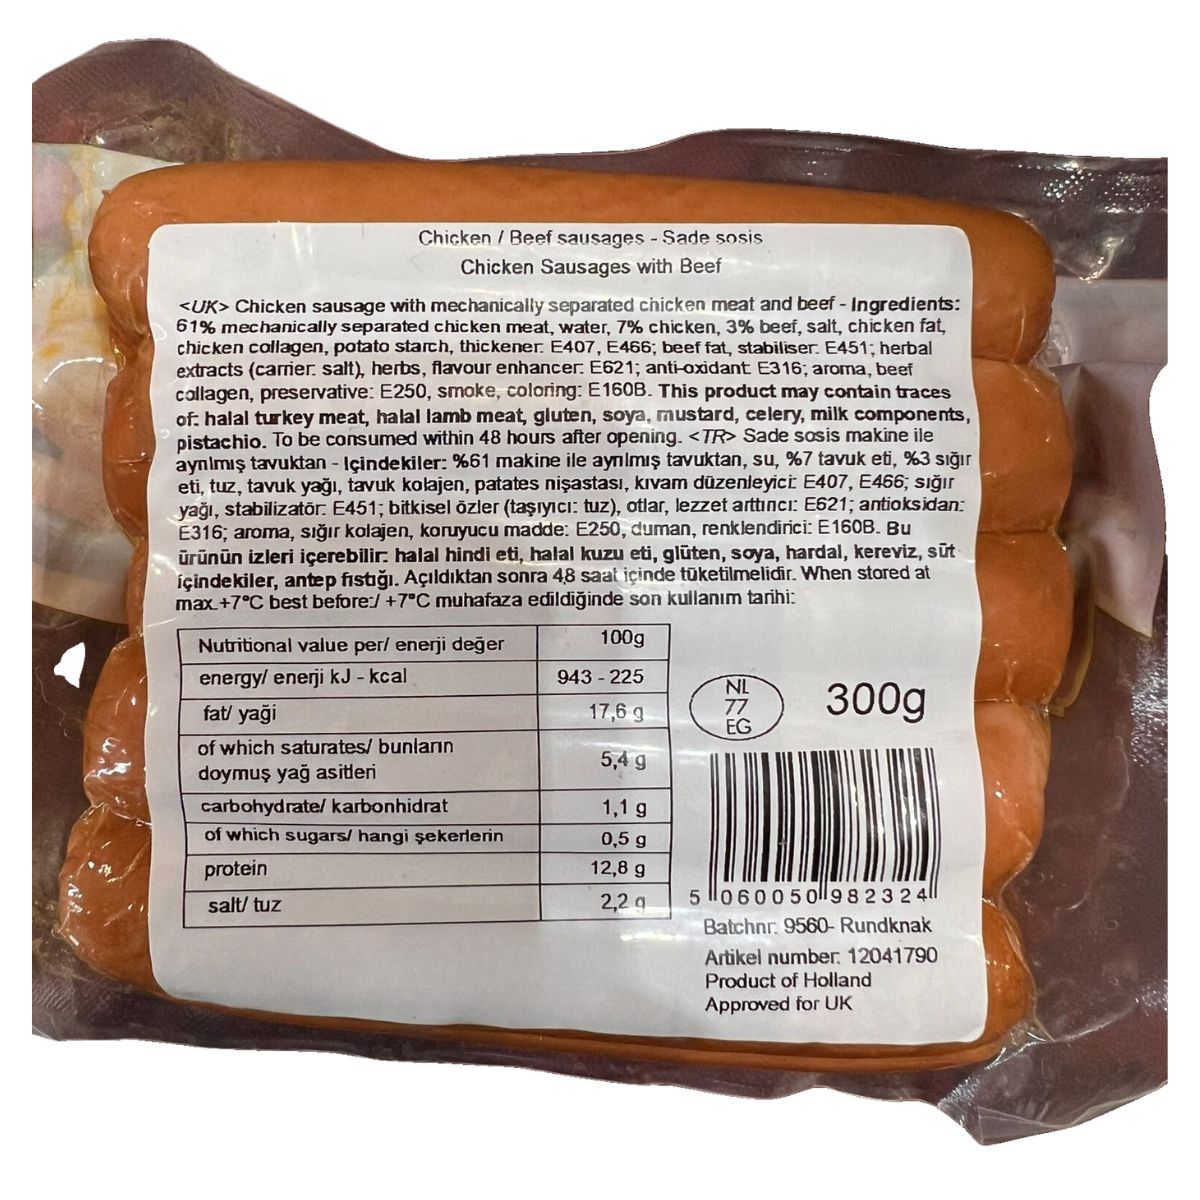 Chicken / Beef sausages - Sade sosis
Chicken Sausages with Beef
<UK> Chicken sausage with mechanically separated chicken meat and beef - Ingredients:
61% mechanically separated chicken meat, water, 7% chicken, 3% beef, salt, chicken fat,
chicken collagen, potato starch, thickener: E407, E466; beef fat, stabiliser: E451; herbal
extracts (carrier: salt), herbs, flavour enhancer: E621; anti-oxidant: E316; aroma, beef
collagen, preservative: E250, smoke, coloring: E160B. This product may contain traces
of: halal turkey meat, halal lamb meat, gluten, soya, mustard, celery, milk components,
pistachio. To be consumed within 48 hours after opening. <TR> Sade sosis makine ile
ayrılmış tavuktan - Içindekiler: %61 makine ile ayrılmış tavuktan, su, %7 tavuk eti, %3 sığır
eti, tuz, tavuk yağı, tavuk kolajen, patates nişastası, kıvam düzenleyici: E407, E466; sığır
yağı, stabilizatör: E451; bitkisel özler (taşıyıcı: tuz), otlar, lezzet arttırıcı: E621; antioksidan:
E316; aroma, sığır kolajen, koruyucu madde: E250, duman, renklendirici: E160B. Bu
ürünün izleri içerebilir: halal hindi eti, halal kuzu eti, glüten, soya, hardal, kereviz, süt
içindekiler, antep fıstığı. Açıldıktan sonra 48 saat içinde tüketilmelidir. When stored at
max.+7°C best before:/ +7°C muhafaza edildiğinde son kullanım tarihi:
Nutritional value per/ enerji değer 100g
energy/ enerji kJ - kcal 943 - 225
fat/ yaği 17,6 g
of which saturates/ bunların
doymuş yağ asitleri 5,4 g
carbohydrate/ karbonhidrat 1,1 g
of which sugars/ hangi şekerlerin 0,5 g
protein 12,8 g
salt/ tuz 2,2 g
NL
77
EG
300g
5 060050 982324
Batchnr: 9560- Rundknak
Artikel number: 12041790
Product of Holland
Approved for UK